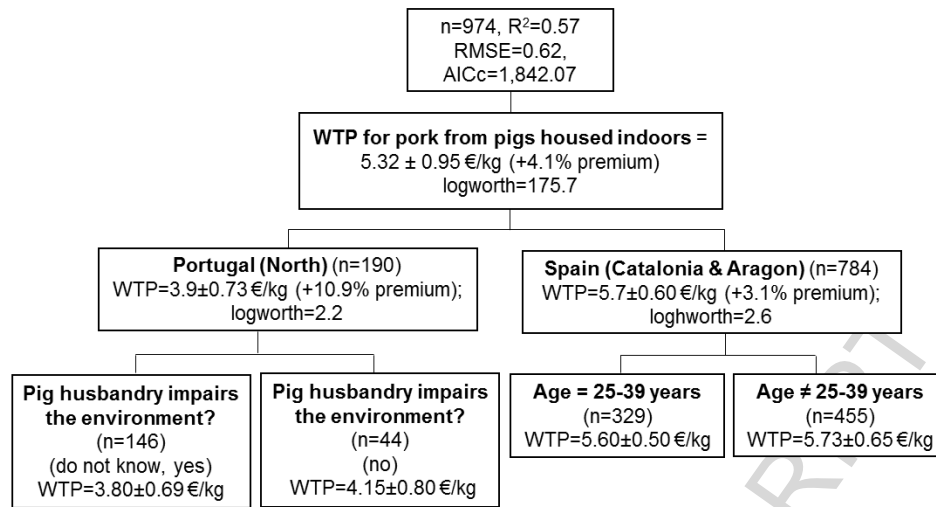 n=974, R²=0.57
RMSE=0.62,
AICc=1,842.07
WTP for pork from pigs housed indoors =
5.32 ± 0.95 €/kg (+4.1% premium)
logworth=175.7
Portugal (North) (n=190)
WTP=3.9±0.73 €/kg (+10.9% premium);
logworth=2.2
Spain (Catalonia & Aragon) (n=784)
WTP=5.7±0.60 €/kg (+3.1% premium);
loghworth=2.6
Pig husbandry impairs
the environment?
(n=146)
(do not know, yes)
WTP=3.80±0.69 €/kg
Pig husbandry impairs
the environment?
(n=44)
(no)
WTP=4.15±0.80 €/kg
Age = 25-39 years
(n=329)
WTP=5.60±0.50 €/kg
Age ≠ 25-39 years
(n=455)
WTP=5.73±0.65 €/kg